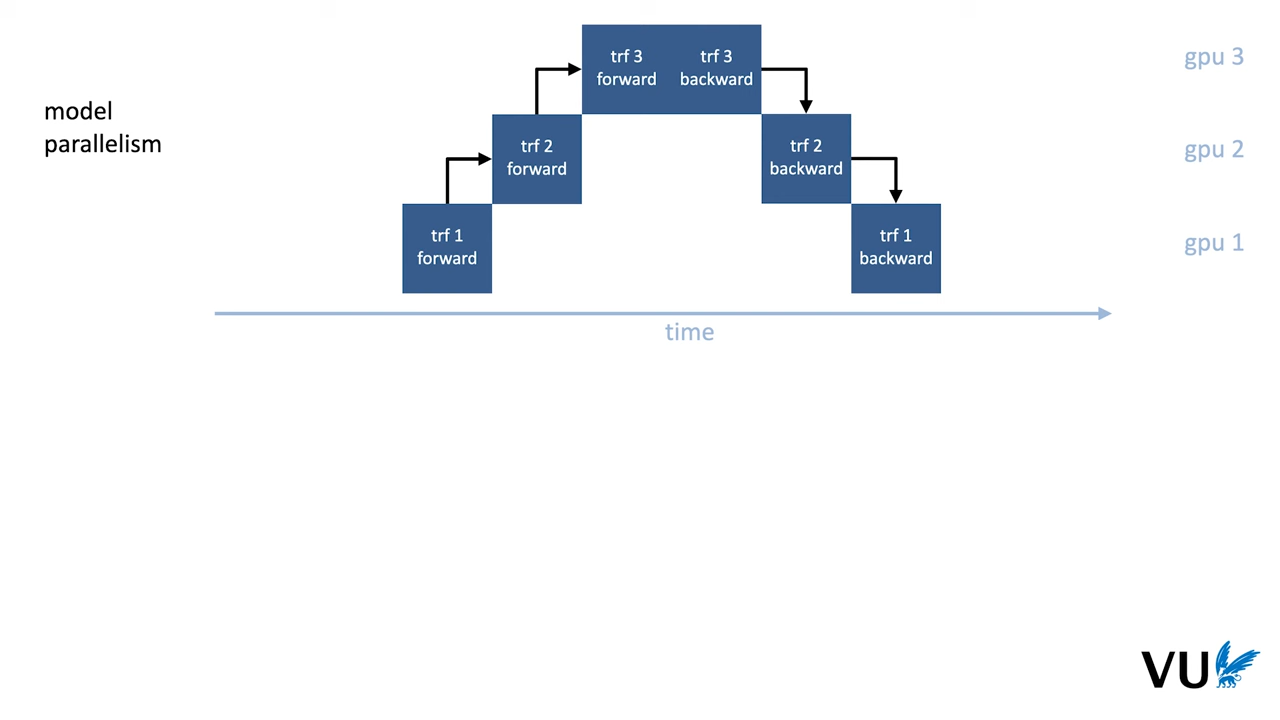 model
parallelism
trf 3
forward
trf 3
backward
gpu 3
trf 2
forward
trf 2
backward
gpu 2
trf 1
forward
trf 1
backward
gpu 1
time
VU